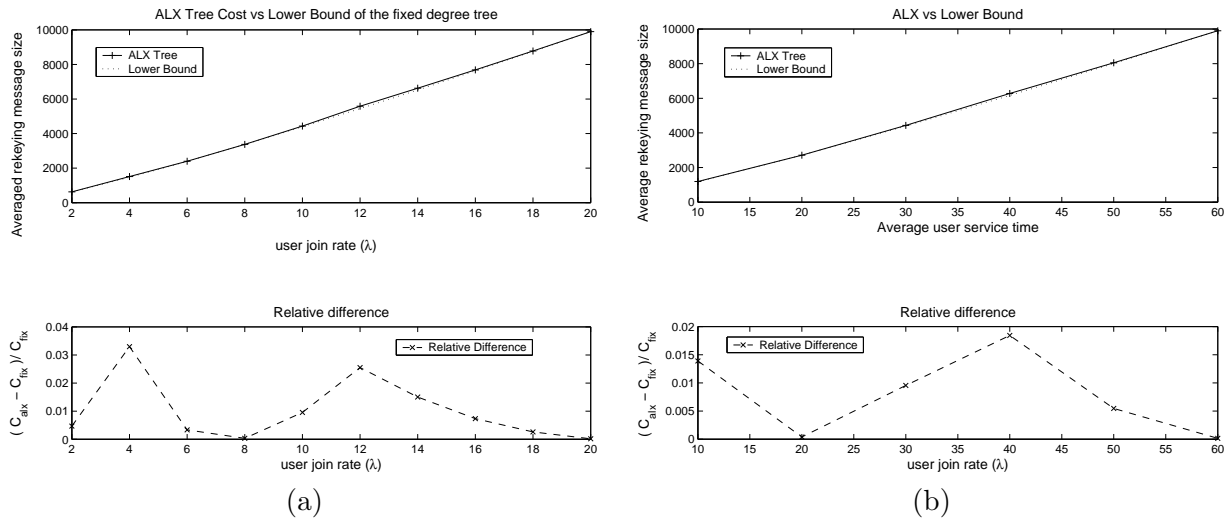 ALX Tree Cost vs Lower Bound of the fixed degree tree
Averaged rekeying message size
10000
8000
6000
4000
2000
0
ALX Tree
Lower Bound
2 4 6 8 10 12 14 16 18 20
user join rate (λ)
Relative difference
( C_alx − C_fix )/ C_fix
0.04
0.03
0.02
0.01
0
Relative Difference
2 4 6 8 10 12 14 16 18 20
user join rate (λ)
(a)
ALX vs Lower Bound
Average rekeying message size
10000
8000
6000
4000
2000
0
ALX Tree
Lower Bound
10 15 20 25 30 35 40 45 50 55 60
Average user service time
Relative difference
( C_alx − C_fix )/ C_fix
0.02
0.015
0.01
0.005
0
Relative Difference
10 15 20 25 30 35 40 45 50 55 60
user join rate (λ)
(b)